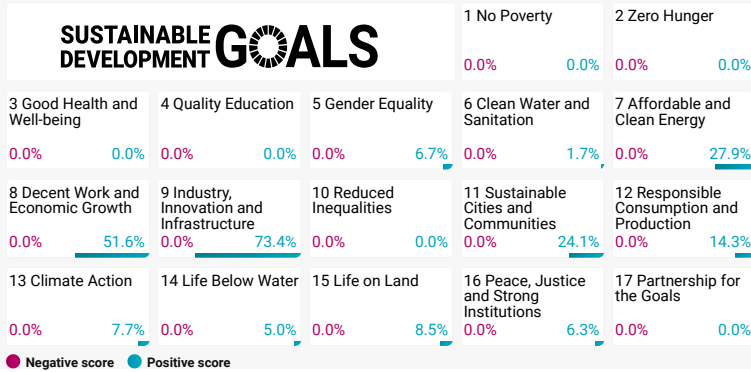 SUSTAINABLE
DEVELOPMENT
GOALS
1 No Poverty
0.0% 0.0%
2 Zero Hunger
0.0% 0.0%
3 Good Health and
Well-being
0.0% 0.0%
4 Quality Education
0.0% 0.0%
5 Gender Equality
0.0% 6.7%
6 Clean Water and
Sanitation
0.0% 1.7%
7 Affordable and
Clean Energy
0.0% 27.9%
8 Decent Work and
Economic Growth
0.0% 51.6%
9 Industry,
Innovation and
Infrastructure
0.0% 73.4%
10 Reduced
Inequalities
0.0% 0.0%
11 Sustainable
Cities and
Communities
0.0% 24.1%
12 Responsible
Consumption and
Production
0.0% 14.3%
13 Climate Action
0.0% 7.7%
14 Life Below Water
0.0% 5.0%
15 Life on Land
0.0% 8.5%
16 Peace, Justice
and Strong
Institutions
0.0% 6.3%
17 Partnership for
the Goals
0.0% 0.0%
Negative score Positive score